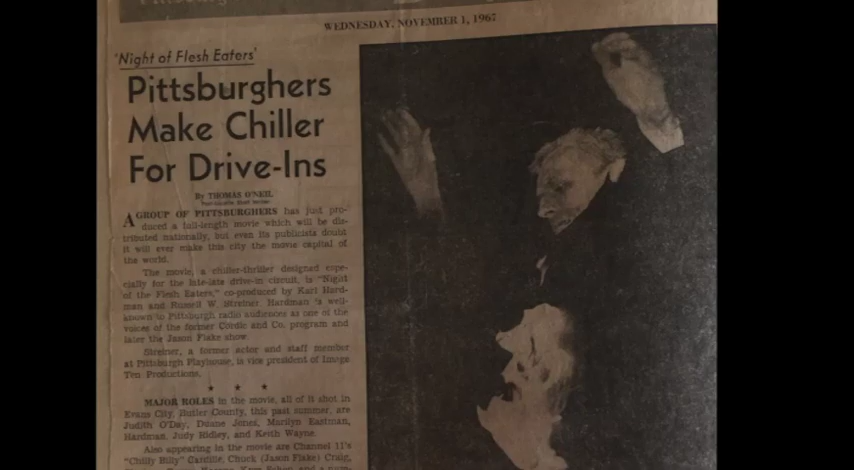 WEDNESDAY, NOVEMBER 1, 1967
'Night of Flesh Eaters'
Pittsburghers
Make Chiller
For Drive-Ins
By THOMAS O'NEIL
A GROUP OF PITTSBURGHERS has just pro-
duced a full-length movie which will be dis-
tributed nationally, but even its publicists doubt
it will ever make this city the movie capital of
the world.
The movie, a chiller-thriller designed espe-
cially for the late-late drive-in circuit, is "Night
of the Flesh Eaters," co-produced by Karl Hard-
man and Russell W. Streiner. Hardman is well-
known to Pittsburgh radio audiences as one of the
voices of the former Cordic and Co. program and
later the Jason Flake show.
Streiner, a former actor and staff member
at Pittsburgh Playhouse, is vice president of Image
Ten Productions.
★ ★ ★
MAJOR ROLES in the movie, all of it shot in
Evans City, Butler County, this past summer, are
Judith O'Day, Duane Jones, Marilyn Eastman,
Hardman, Judy Ridley, and Keith Wayne.
Also appearing in the movie are Channel 11's
"Chilly Billy" Cardille, Chuck (Jason Flake) Craig,